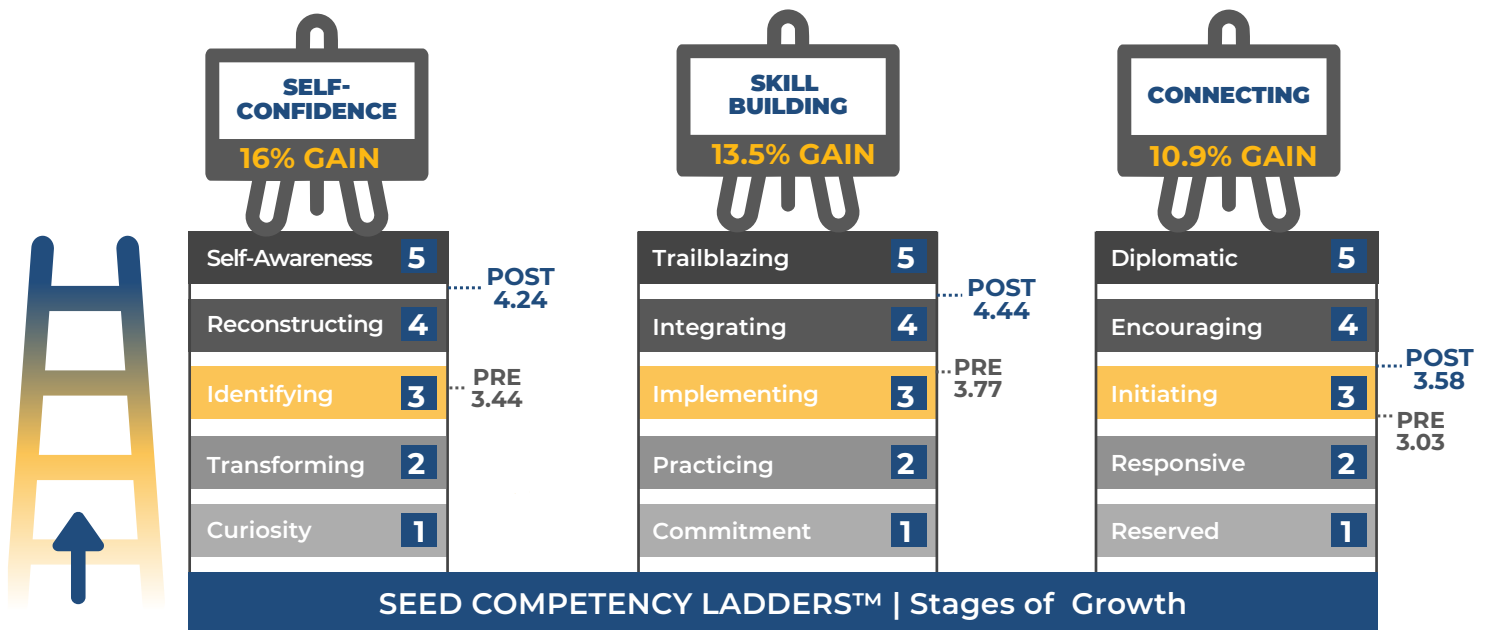 SELF-
CONFIDENCE
16% GAIN
Self-Awareness 5
Reconstructing 4
Identifying 3
Transforming 2
Curiosity 1
POST
4.24
PRE
3.44
SKILL
BUILDING
13.5% GAIN
Trailblazing 5
Integrating 4
Implementing 3
Practicing 2
Commitment 1
POST
4.44
PRE
3.77
CONNECTING
10.9% GAIN
Diplomatic 5
Encouraging 4
Initiating 3
Responsive 2
Reserved 1
POST
3.58
PRE
3.03
SEED COMPETENCY LADDERS™ | Stages of Growth